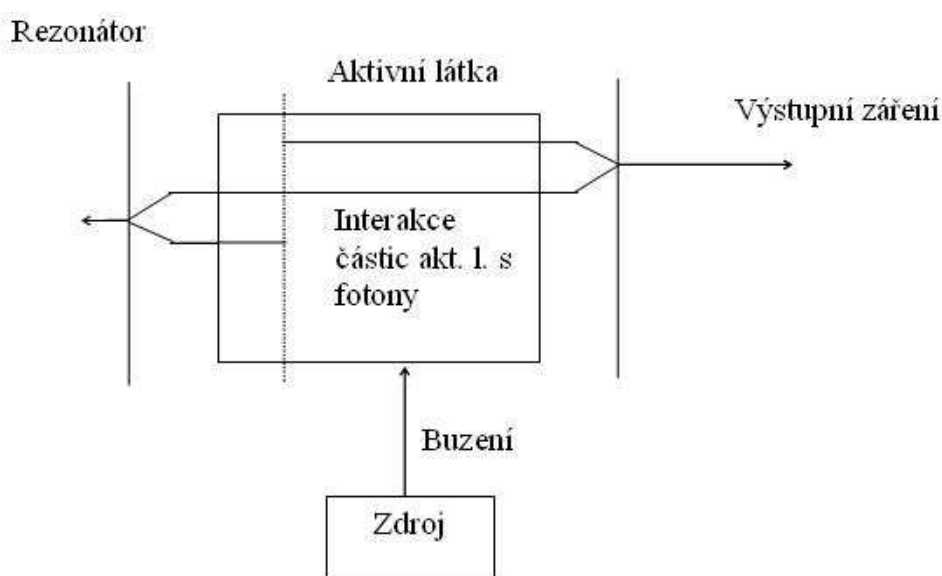 Rezonátor
Aktivní látka
Výstupní záření
Interakce
částic akt. l. s
fotony
Buzení
Zdroj